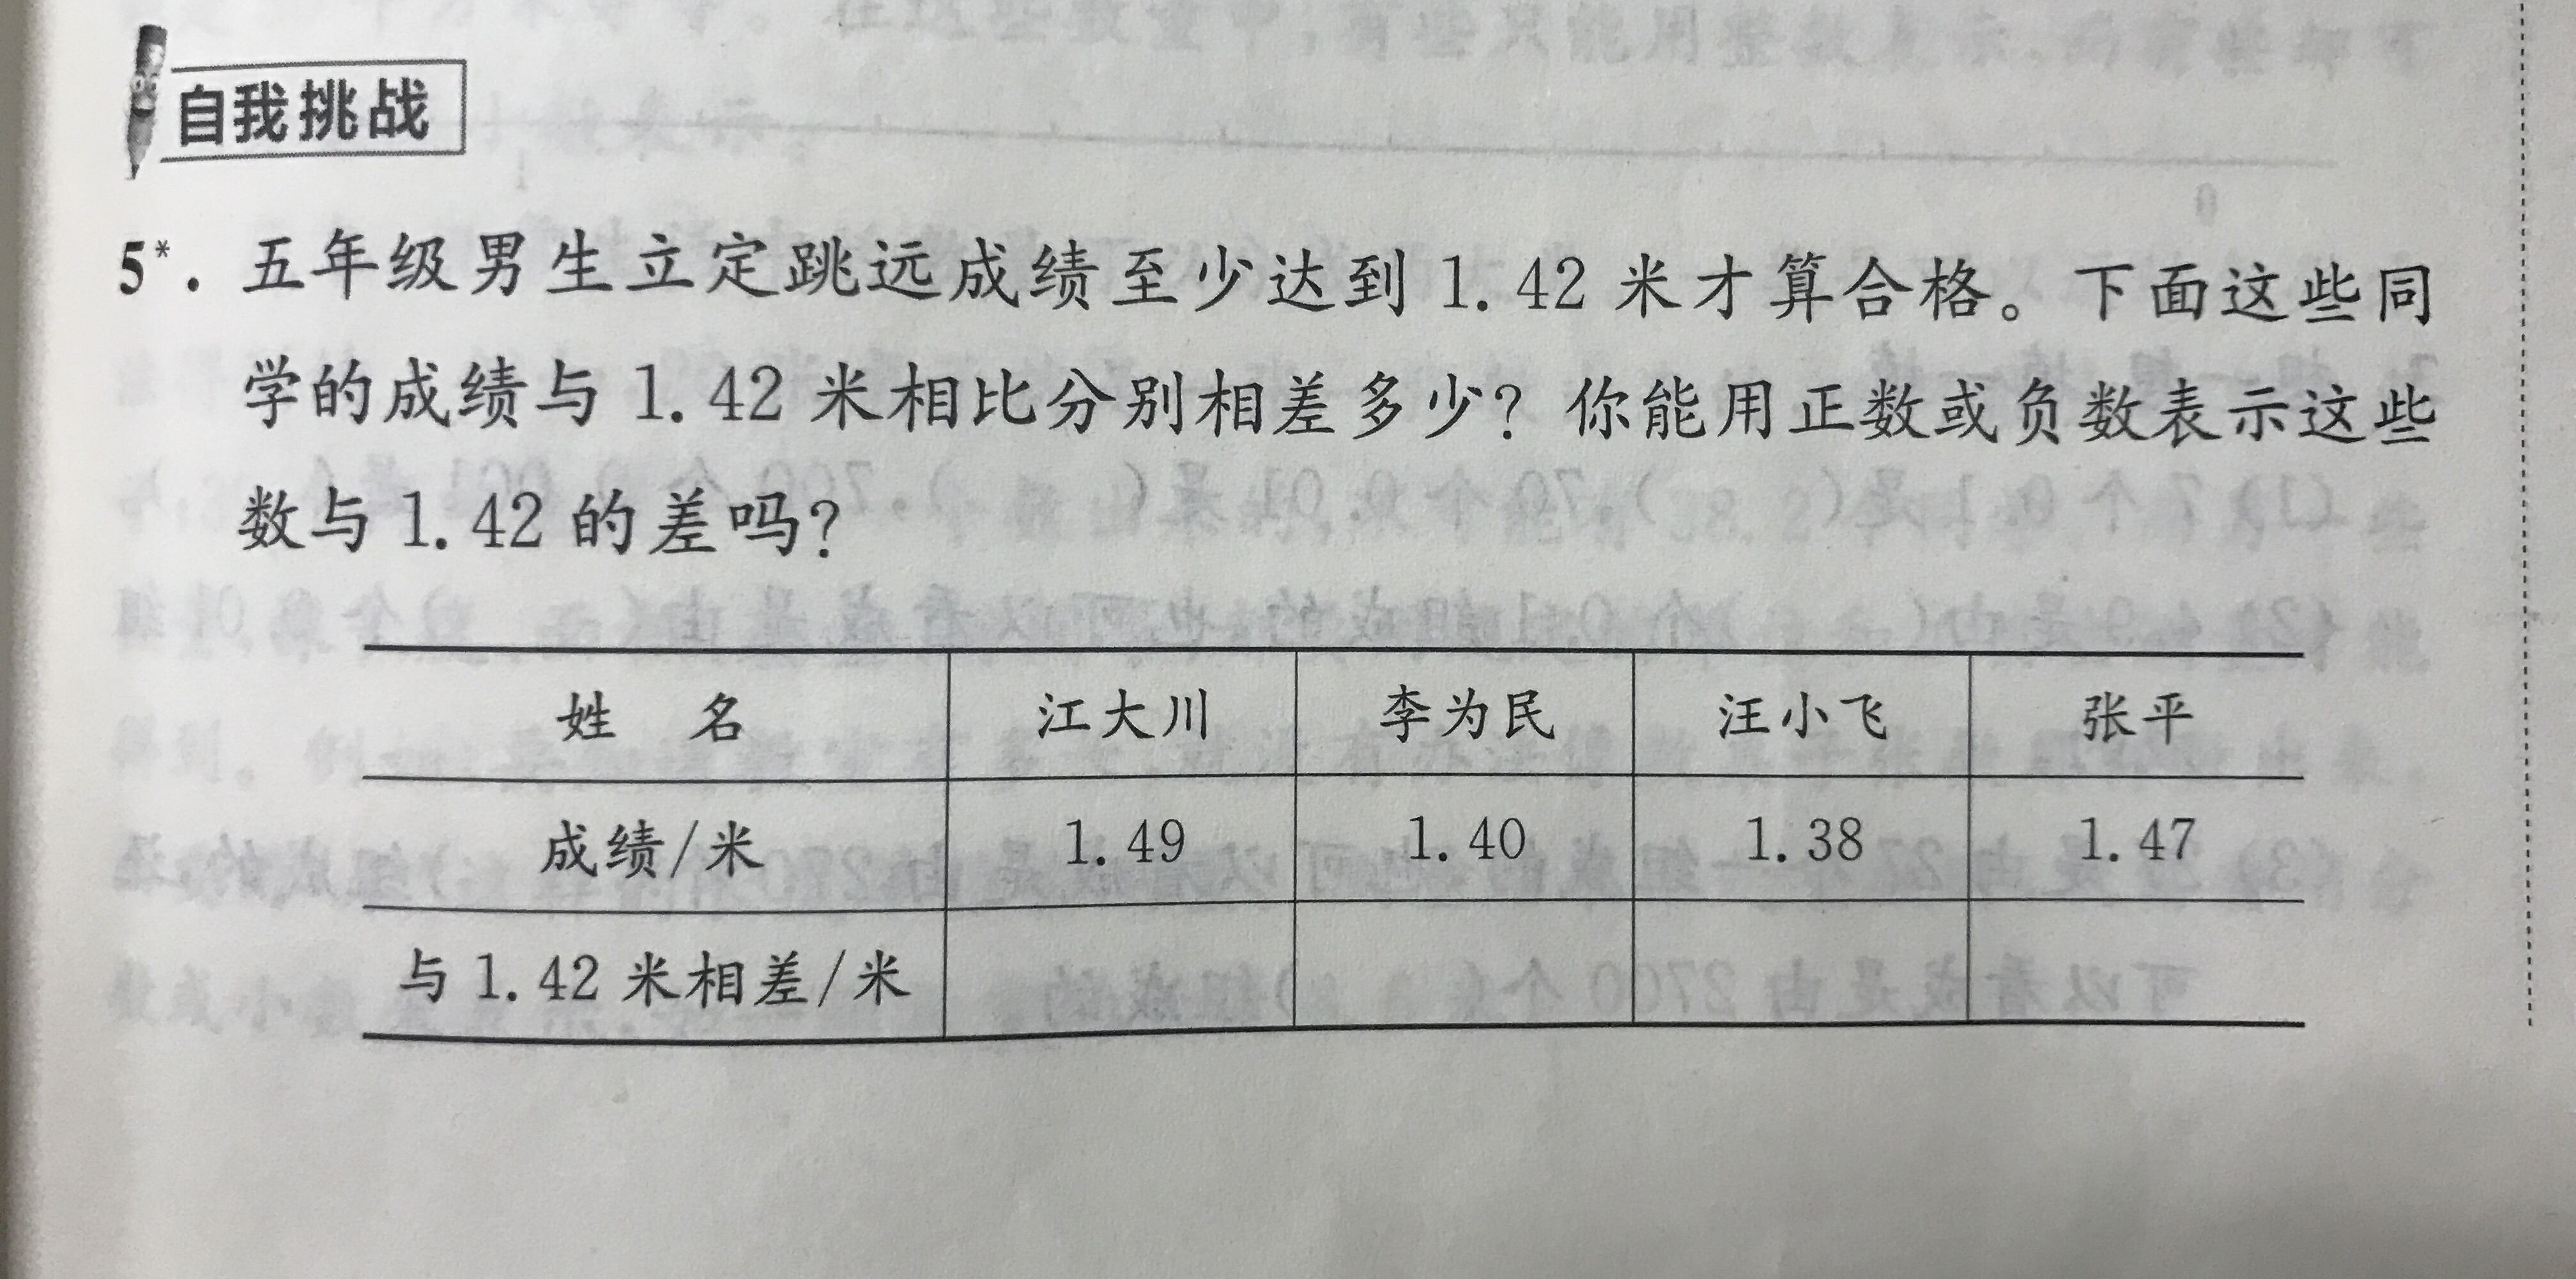 自我挑战
5*. 五年级男生立定跳远成绩至少达到 1.42 米才算合格。下面这些同
学的成绩与 1.42 米相比分别相差多少？你能用正数或负数表示这些
数与 1.42 的差吗？
姓 名 江大川 李为民 汪小飞 张平
成绩/米 1.49 1.40 1.38 1.47
与 1.42 米相差/米